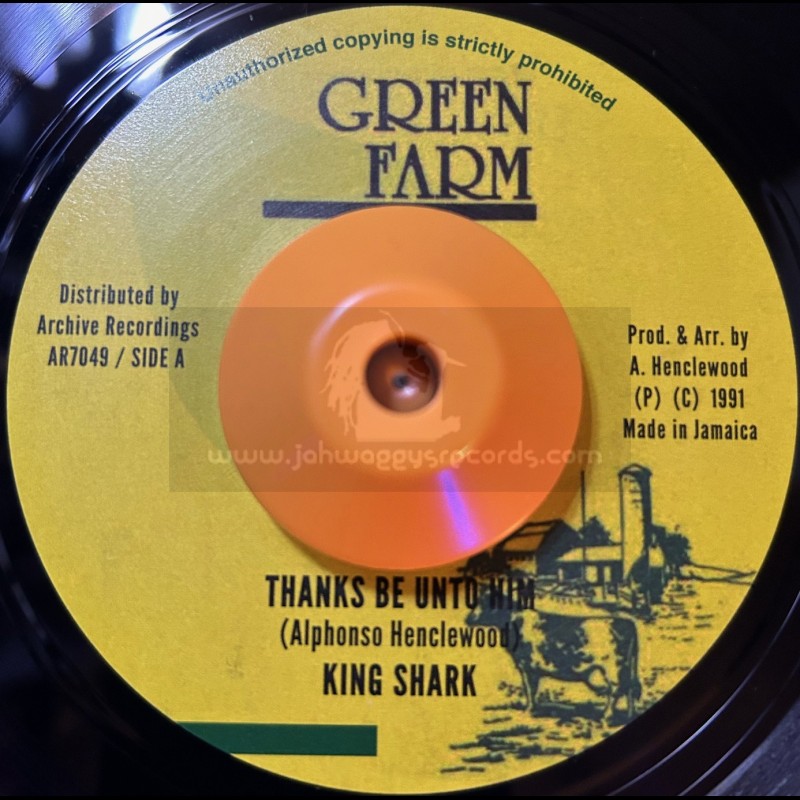 Unauthorized copying is strictly prohibited
GREEN
FARM
Distributed by
Archive Recordings
AR7049 / SIDE A
Prod. & Arr. by
A. Henclewood
(P) (C) 1991
Made in Jamaica
www.jahwaggysrecords.com
THANKS BE UNTO HIM
(Alphonso Henclewood)
KING SHARK